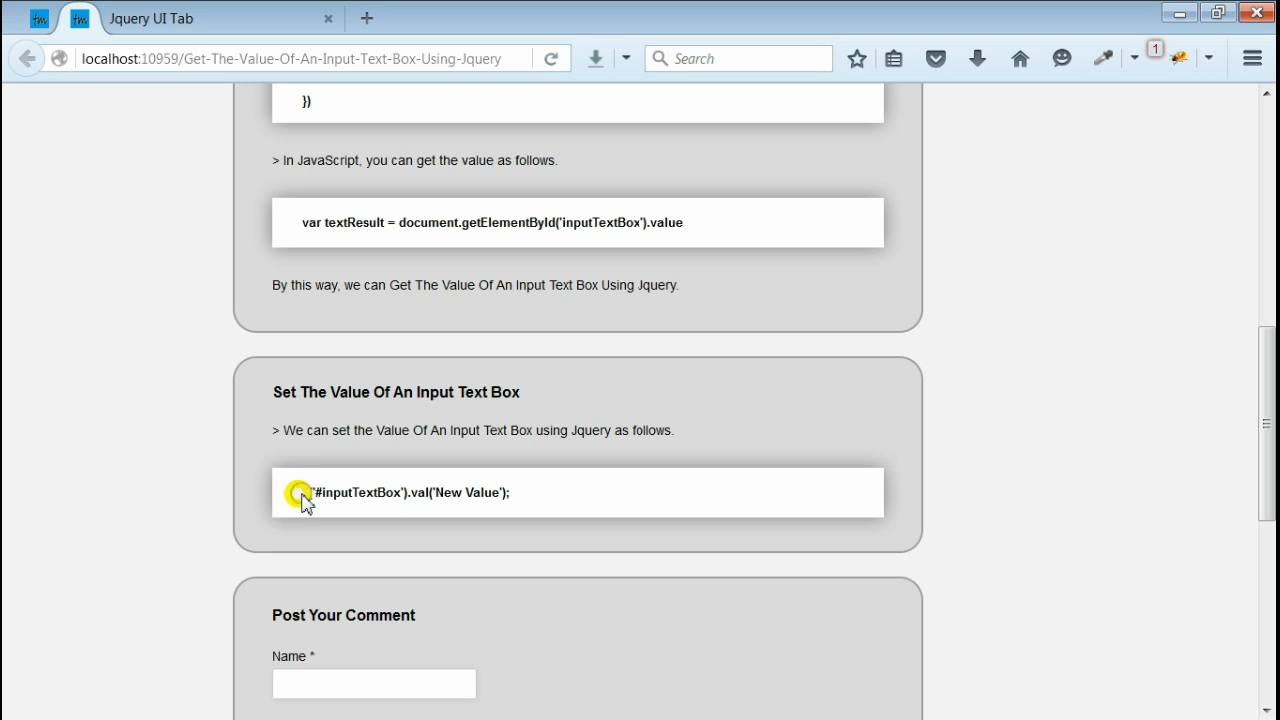 tm tm Jquery UI Tab
localhost:10959/Get-The-Value-Of-An-Input-Text-Box-Using-Jquery
Search
1
})
> In JavaScript, you can get the value as follows.
var textResult = document.getElementById('inputTextBox').value
By this way, we can Get The Value Of An Input Text Box Using Jquery.
Set The Value Of An Input Text Box
> We can set the Value Of An Input Text Box using Jquery as follows.
'#inputTextBox').val('New Value');
Post Your Comment
Name *